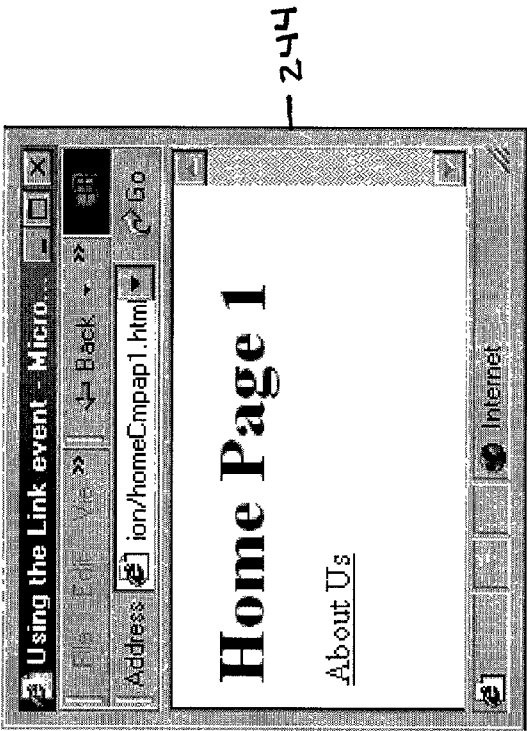 Using the Link event - Micro...
File Edit Vie »
Back »
Address ion/homeCmpap1.html Go
Home Page 1
About Us
Internet
244